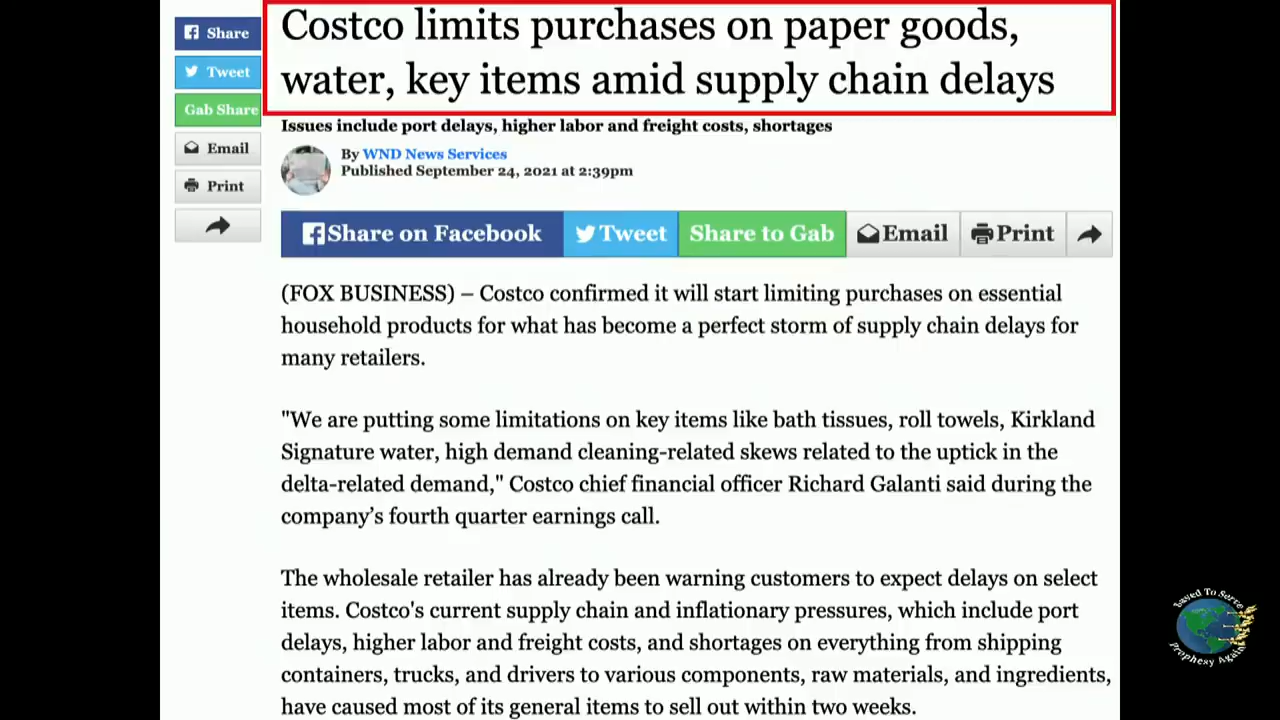 Share
Tweet
Gab Share
Email
Print
Costco limits purchases on paper goods,
water, key items amid supply chain delays
Issues include port delays, higher labor and freight costs, shortages
By WND News Services
Published September 24, 2021 at 2:39pm
Share on Facebook Tweet Share to Gab Email Print
(FOX BUSINESS) – Costco confirmed it will start limiting purchases on essential
household products for what has become a perfect storm of supply chain delays for
many retailers.
"We are putting some limitations on key items like bath tissues, roll towels, Kirkland
Signature water, high demand cleaning-related skews related to the uptick in the
delta-related demand," Costco chief financial officer Richard Galanti said during the
company's fourth quarter earnings call.
The wholesale retailer has already been warning customers to expect delays on select
items. Costco's current supply chain and inflationary pressures, which include port
delays, higher labor and freight costs, and shortages on everything from shipping
containers, trucks, and drivers to various components, raw materials, and ingredients,
have caused most of its general items to sell out within two weeks.
To Serve
Prophesy Again